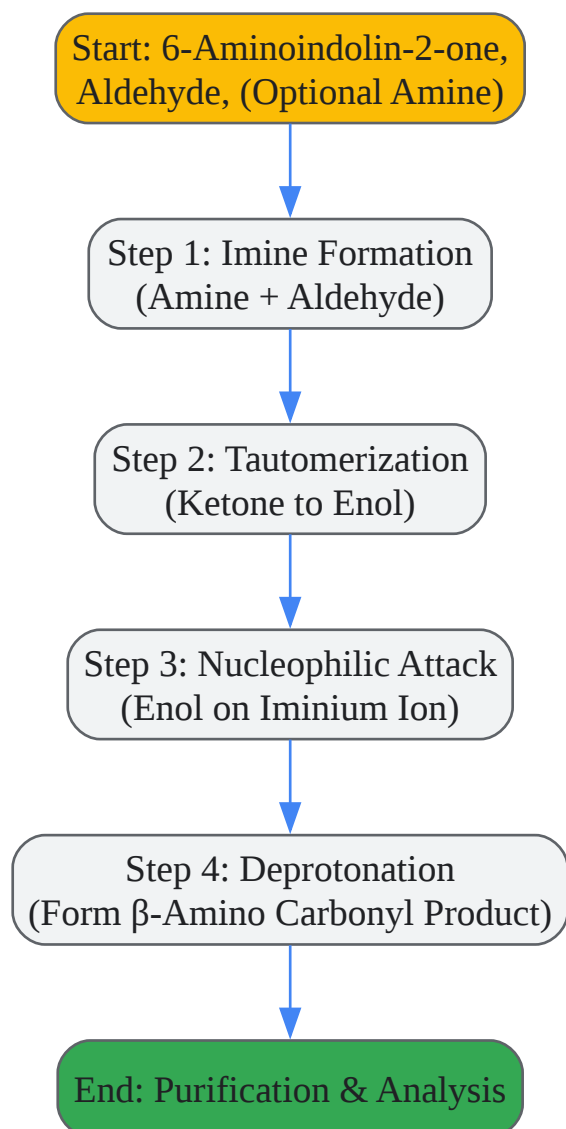 Start: 6-Aminoindolin-2-one,
Aldehyde, (Optional Amine)
Step 1: Imine Formation
(Amine + Aldehyde)
Step 2: Tautomerization
(Ketone to Enol)
Step 3: Nucleophilic Attack
(Enol on Iminium Ion)
Step 4: Deprotonation
(Form β-Amino Carbonyl Product)
End: Purification & Analysis